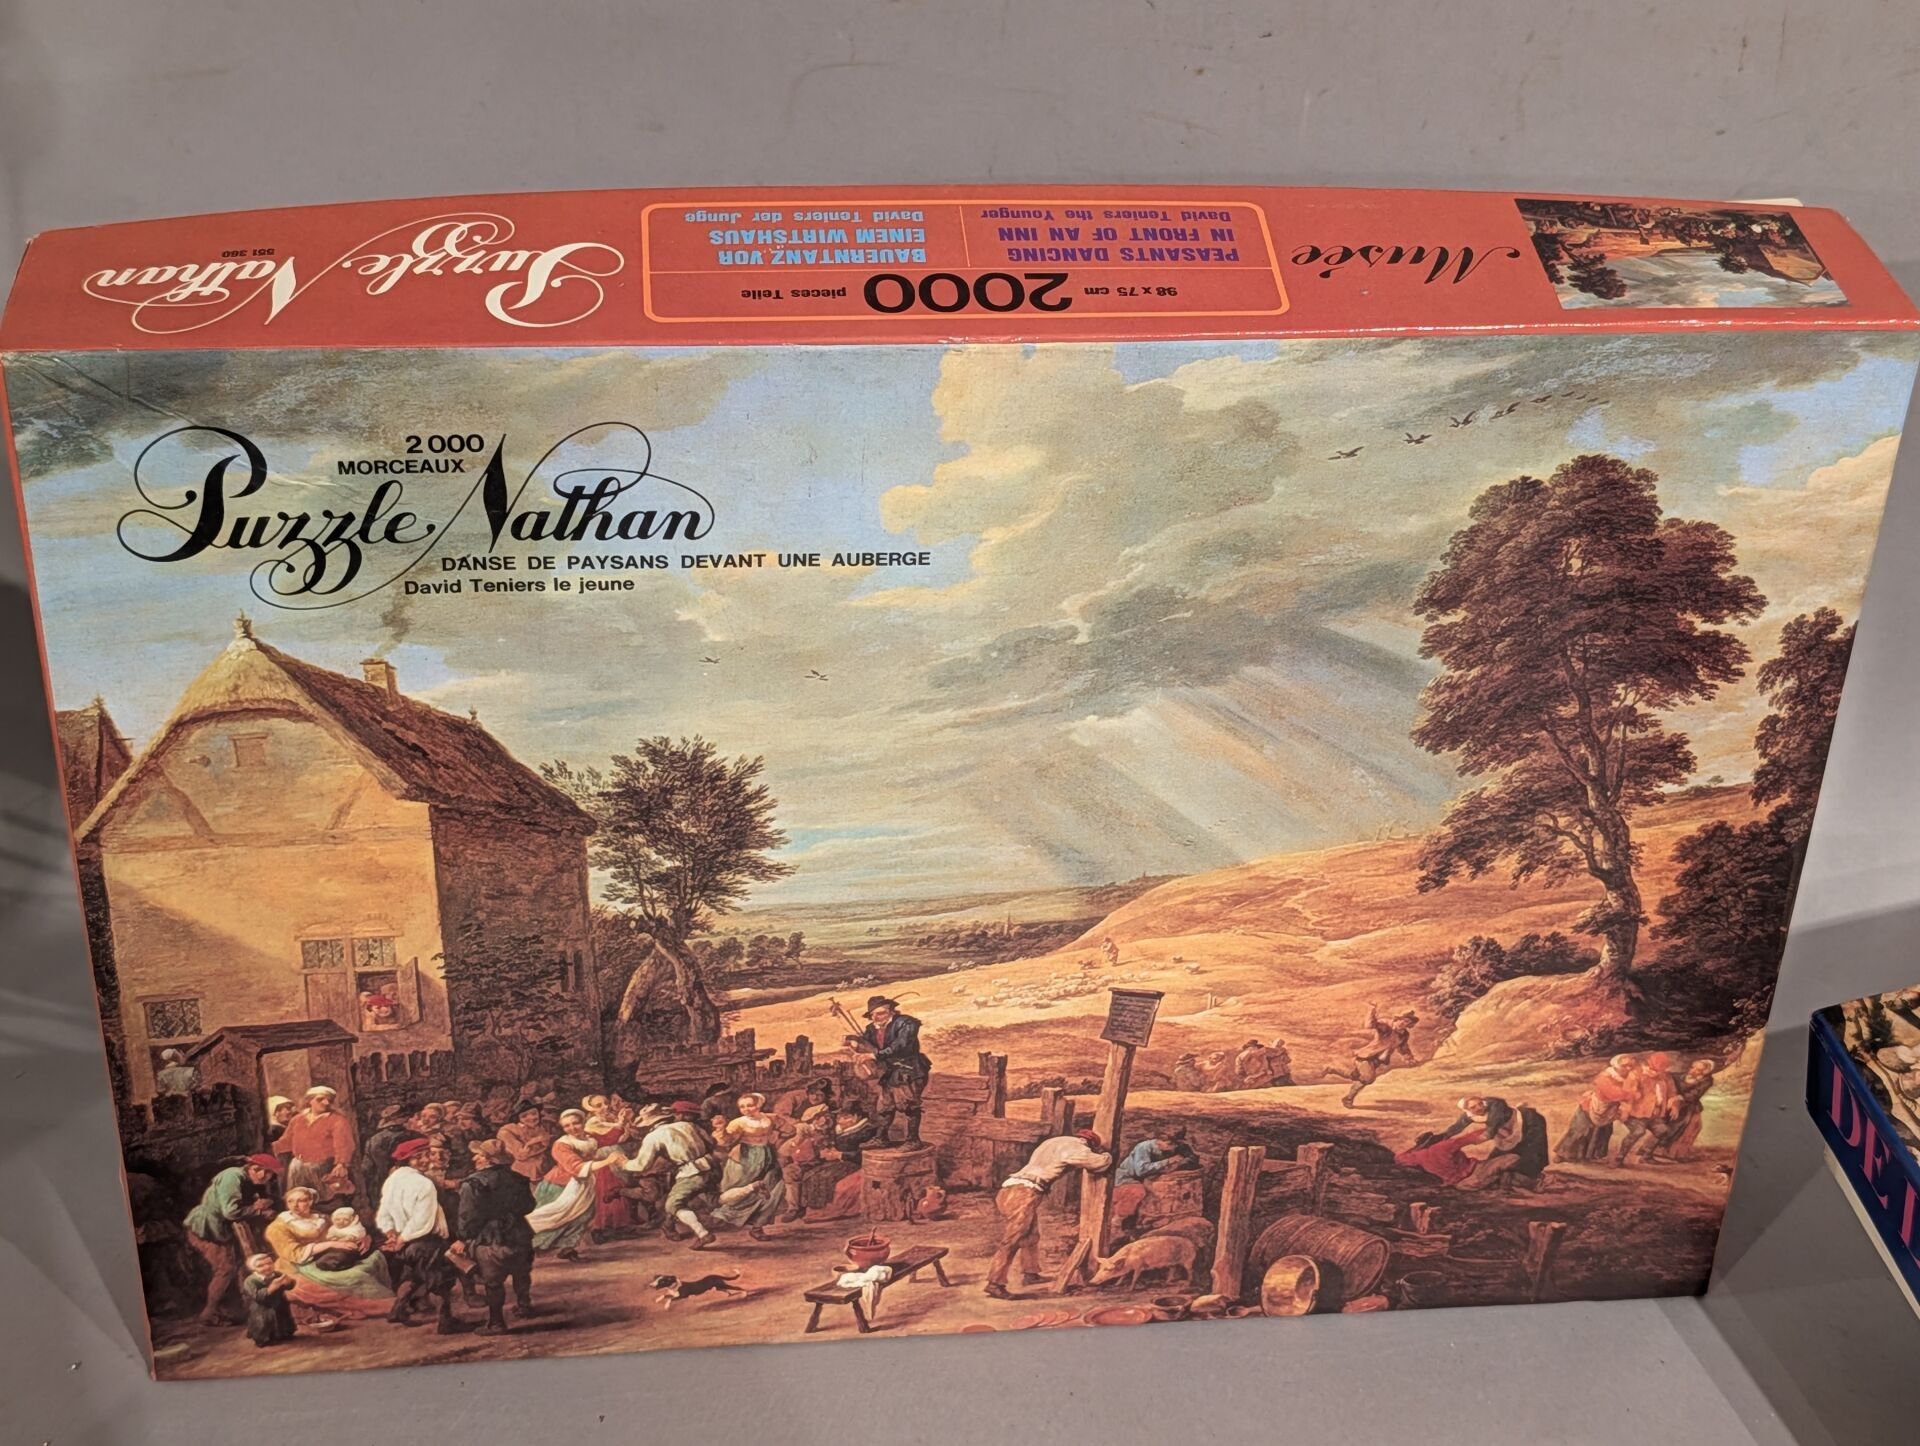 Puzzle Nathan
551 360
98 x 75 cm 2000 pieces Teile
PEASANTS DANCING
IN FRONT OF AN INN
David Teniers the Younger
BAUERNTANZ VOR
EINEM WIRTSHAUS
David Teniers der Junge
Musée
2 000
MORCEAUX
Puzzle Nathan
DANSE DE PAYSANS DEVANT UNE AUBERGE
David Teniers le jeune